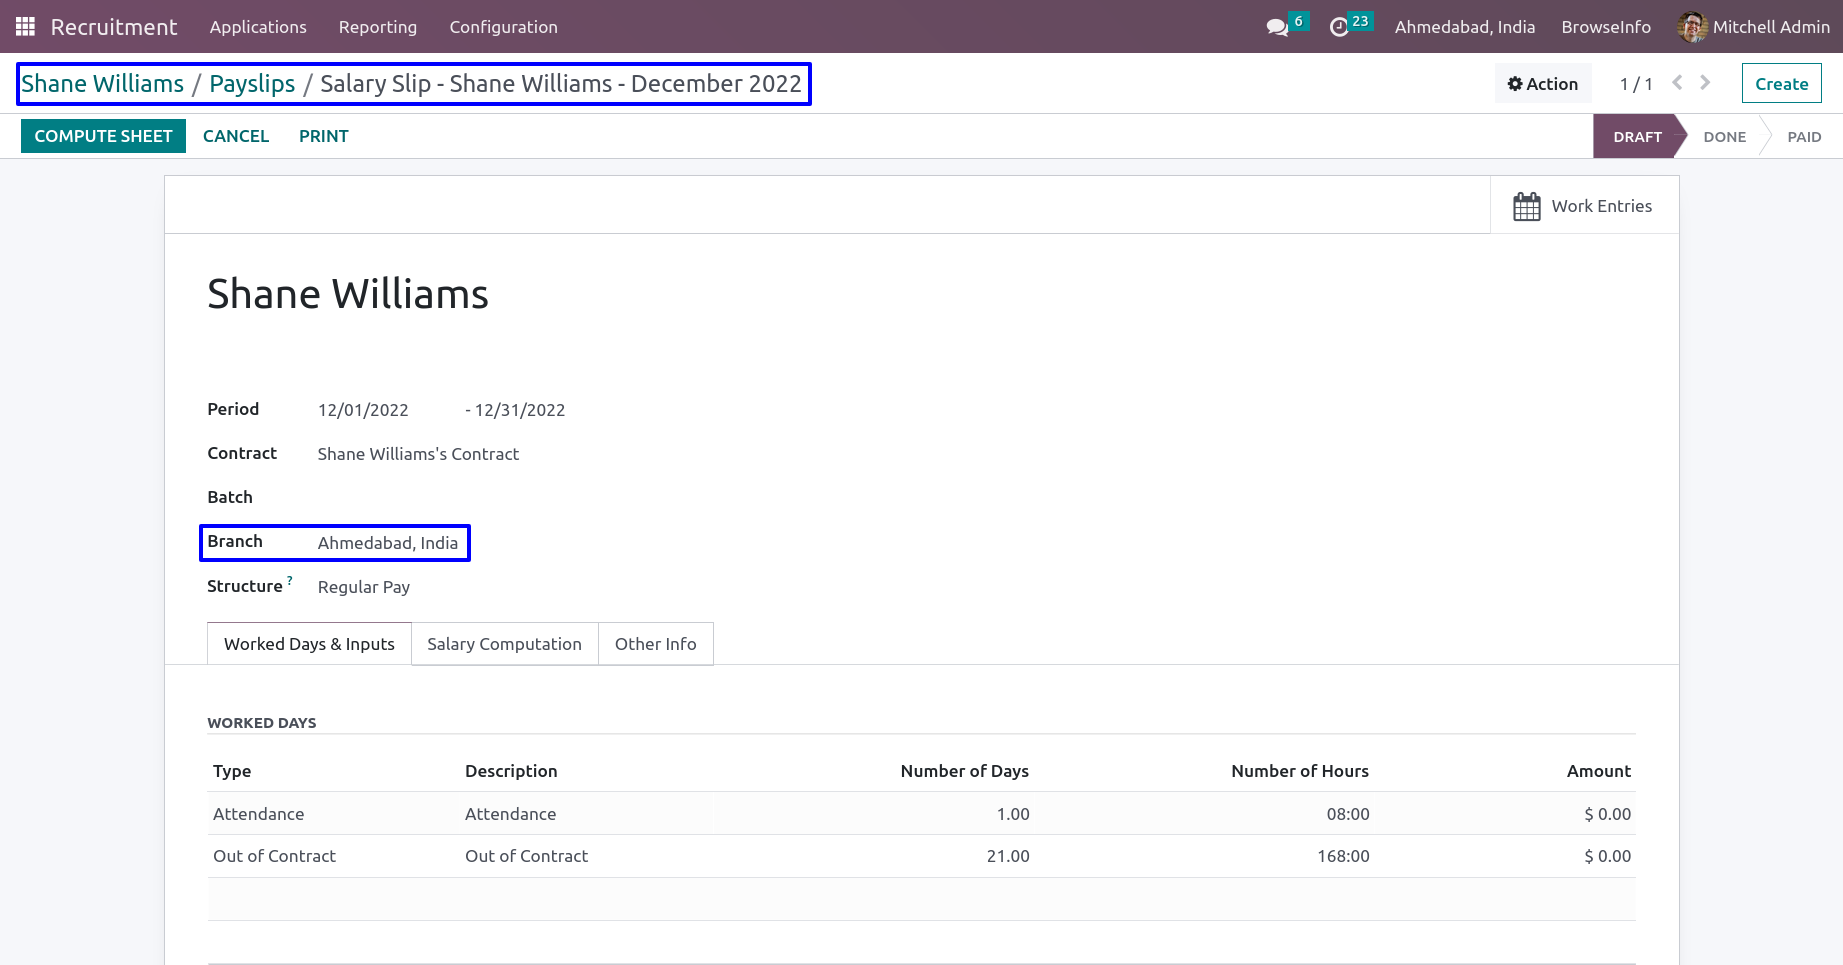 Recruitment Applications Reporting Configuration 6 23 Ahmedabad, India BrowseInfo Mitchell Admin
Shane Williams / Payslips / Salary Slip - Shane Williams - December 2022 Action 1 / 1 Create
COMPUTE SHEET CANCEL PRINT DRAFT DONE PAID
Work Entries
Shane Williams
Period 12/01/2022 - 12/31/2022
Contract Shane Williams's Contract
Batch
Branch Ahmedabad, India
Structure ? Regular Pay
Worked Days & Inputs Salary Computation Other Info
WORKED DAYS
Type Description Number of Days Number of Hours Amount
Attendance Attendance 1.00 08:00 $ 0.00
Out of Contract Out of Contract 21.00 168:00 $ 0.00